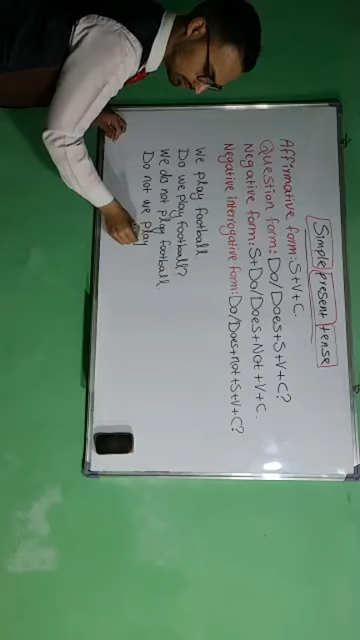 Simple present tense
Affirmative form: S+V+C.
Question form: Do/Does+S+V+C?
Negative form: S+Do/Does+Not+V+C.
Negative interrogative form: Do/Does+not+S+V+C?
We play football
Do we play football?
We do not play football.
Do not we play